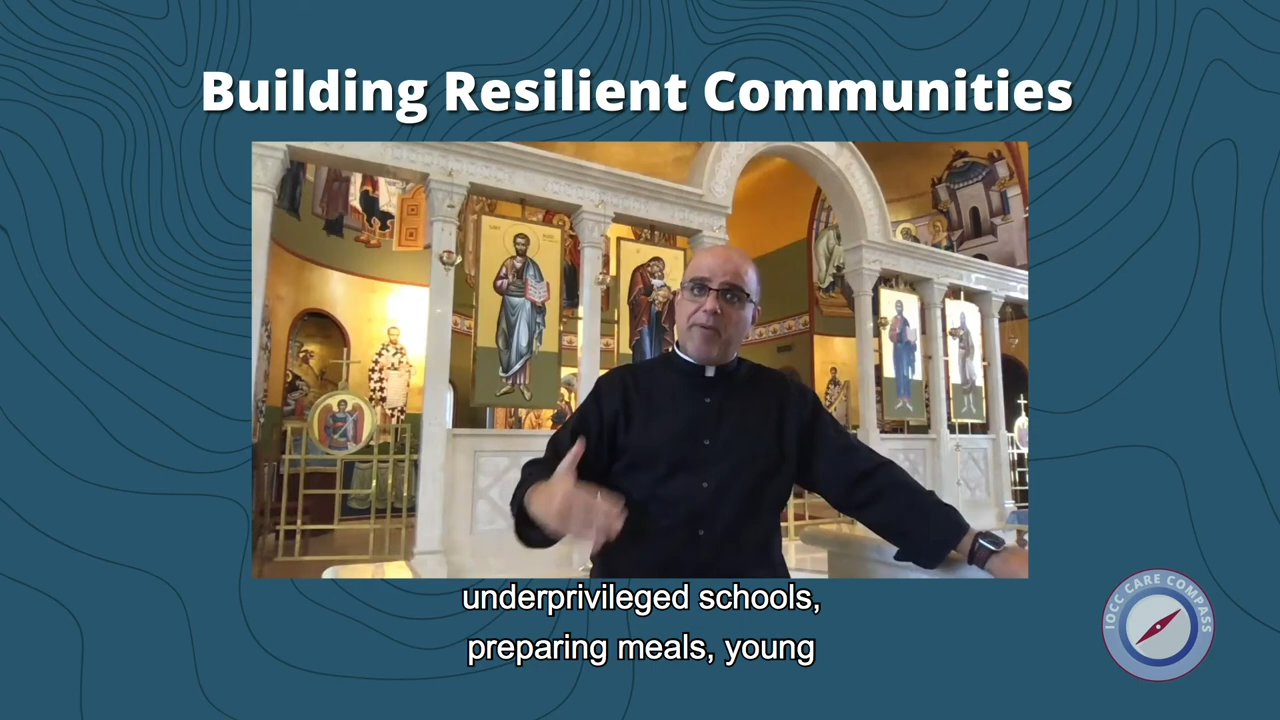 Building Resilient Communities
underprivileged schools,
preparing meals, young
IOCC CARE COMPASS